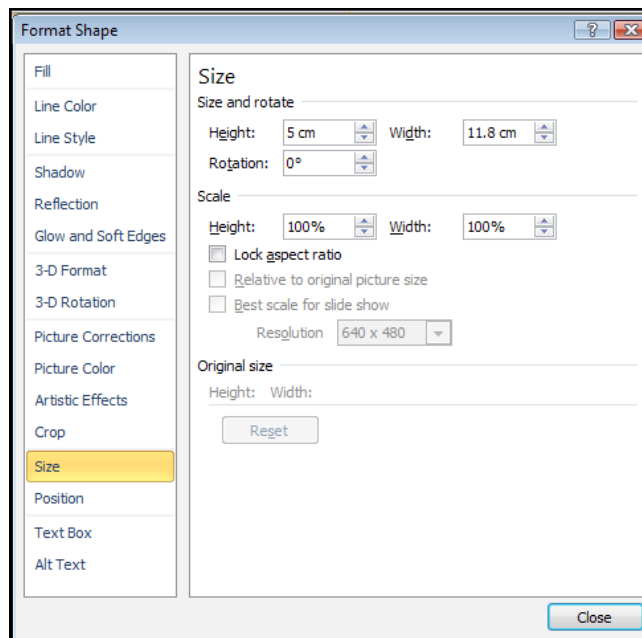 Format Shape
Fill
Line Color
Line Style
Shadow
Reflection
Glow and Soft Edges
3-D Format
3-D Rotation
Picture Corrections
Picture Color
Artistic Effects
Crop
Size
Position
Text Box
Alt Text
Size
Size and rotate
Height: 5 cm Width: 11.8 cm
Rotation: 0°
Scale
Height: 100% Width: 100%
Lock aspect ratio
Relative to original picture size
Best scale for slide show
Resolution 640 x 480
Original size
Height: Width:
Reset
Close